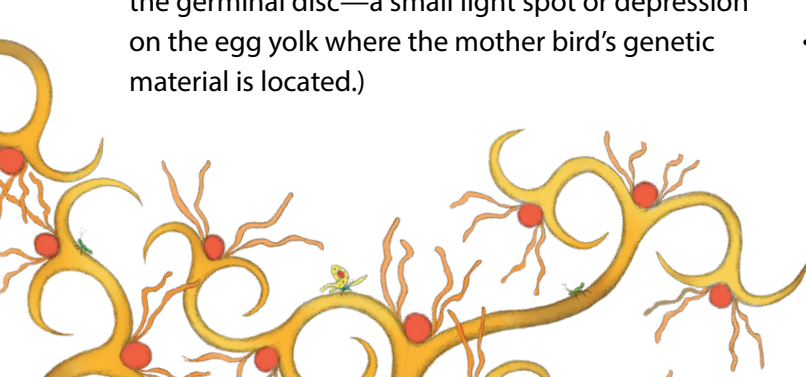 the germinal disc—a small light spot or depression
on the egg yolk where the mother bird’s genetic
material is located.)